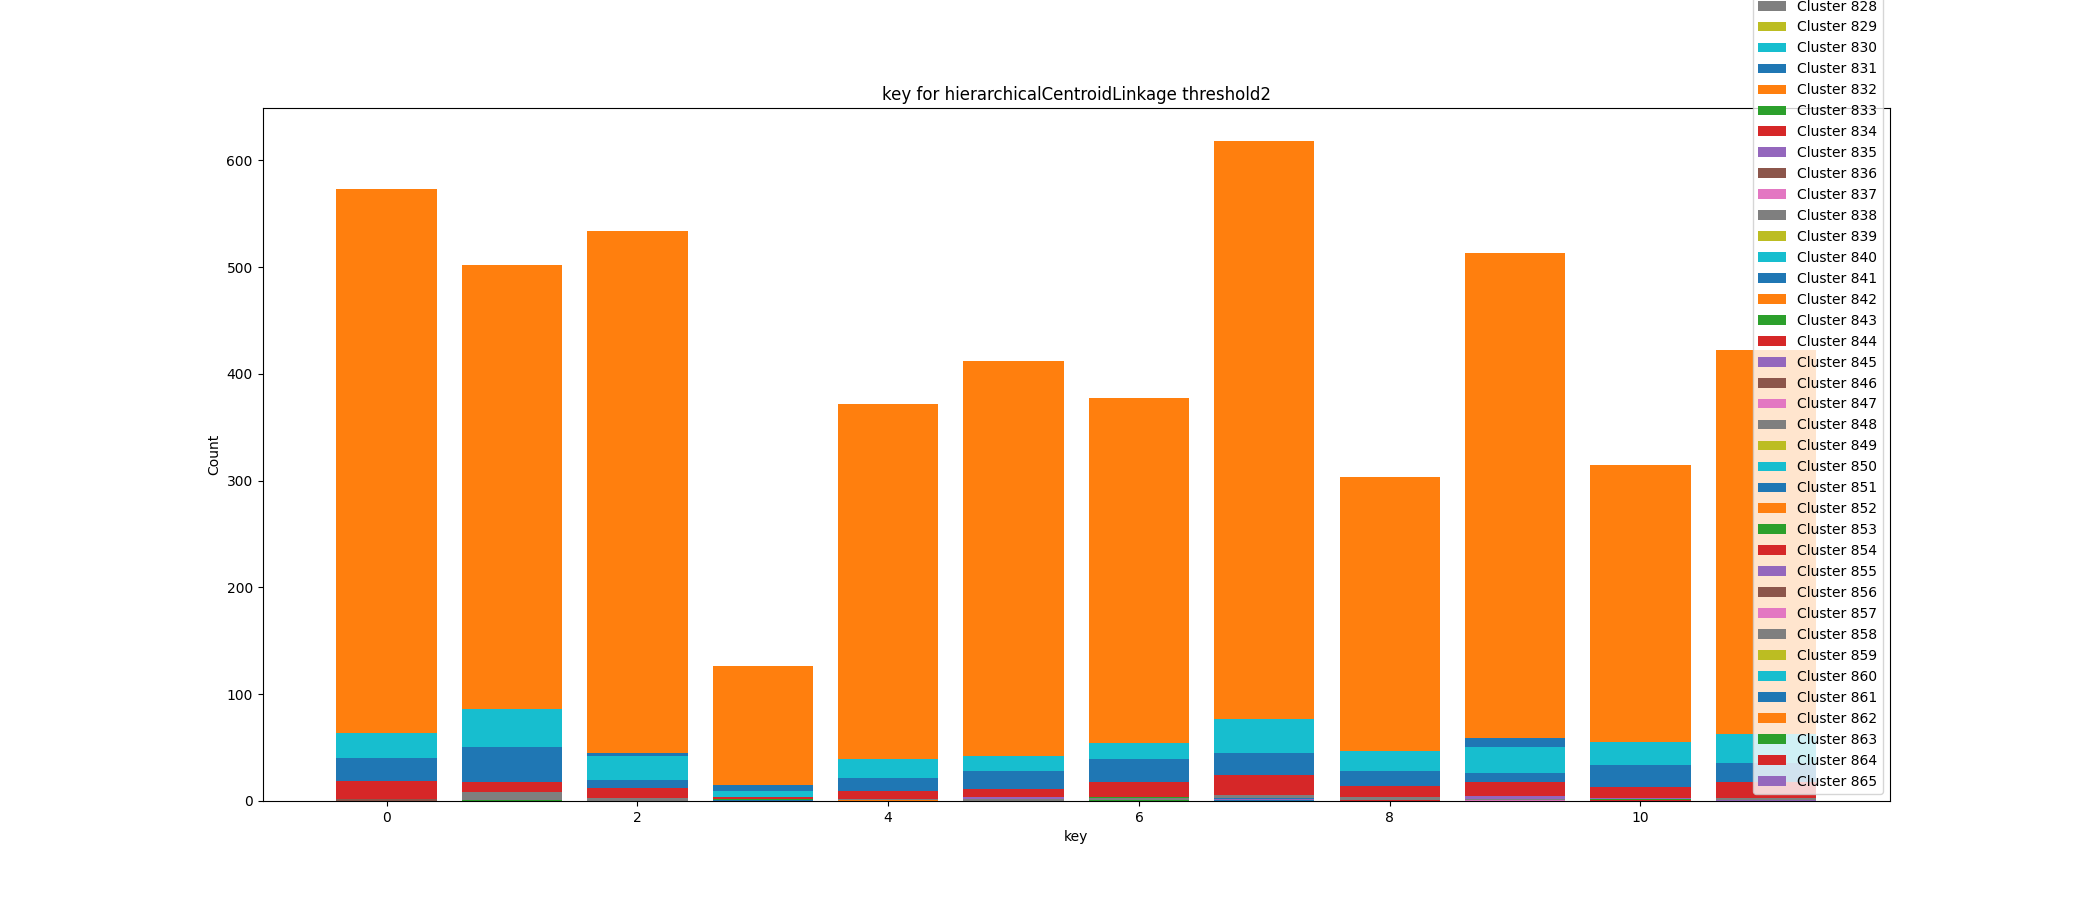 key for hierarchicalCentroidLinkage threshold2
Count
600
500
400
300
200
100
0
0
2
4
6
8
10
key
Cluster 828
Cluster 829
Cluster 830
Cluster 831
Cluster 832
Cluster 833
Cluster 834
Cluster 835
Cluster 836
Cluster 837
Cluster 838
Cluster 839
Cluster 840
Cluster 841
Cluster 842
Cluster 843
Cluster 844
Cluster 845
Cluster 846
Cluster 847
Cluster 848
Cluster 849
Cluster 850
Cluster 851
Cluster 852
Cluster 853
Cluster 854
Cluster 855
Cluster 856
Cluster 857
Cluster 858
Cluster 859
Cluster 860
Cluster 861
Cluster 862
Cluster 863
Cluster 864
Cluster 865